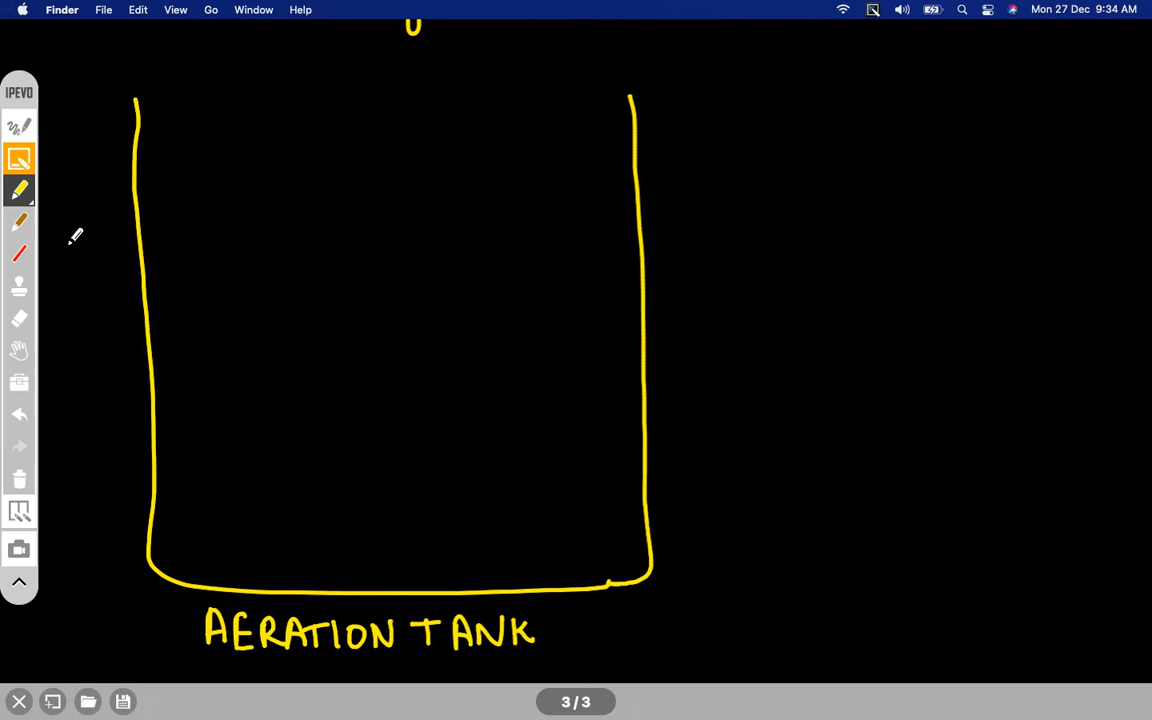 Finder File Edit View Go Window Help Mon 27 Dec 9:34 AM
IPEVO
AERATION TANK
3/3